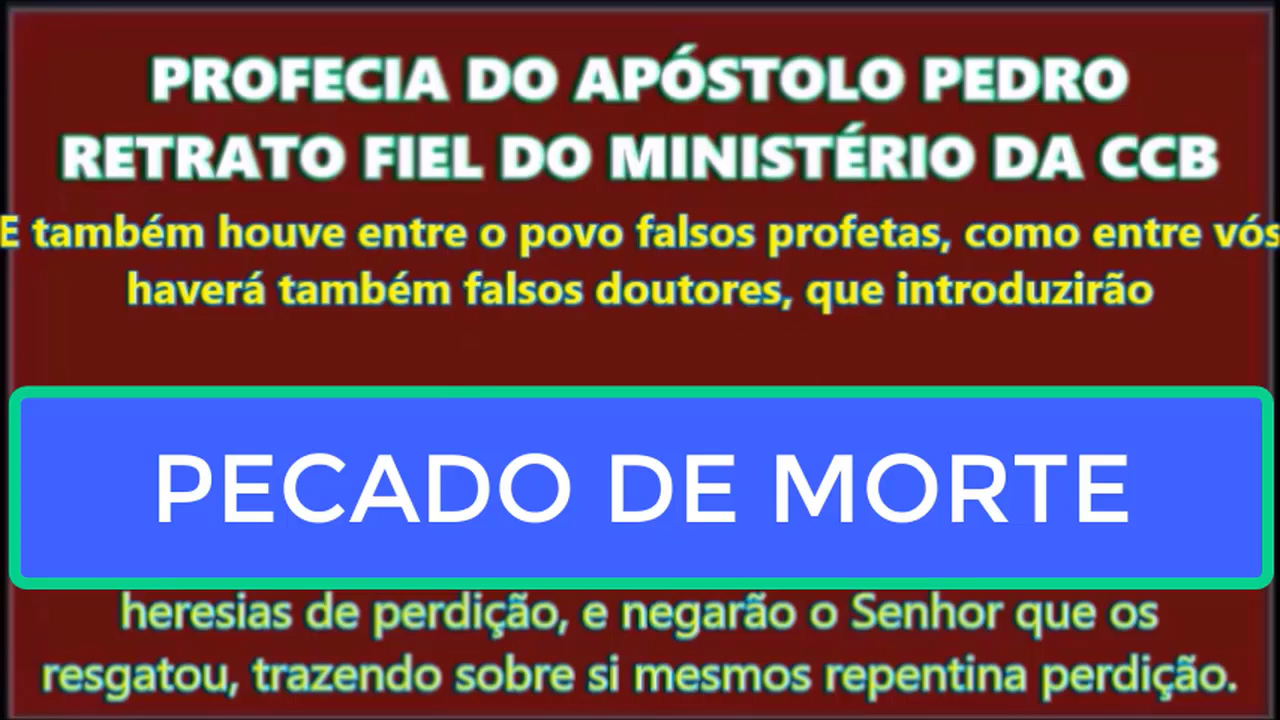 PROFECIA DO APÓSTOLO PEDRO
RETRATO FIEL DO MINISTÉRIO DA CCB
E também houve entre o povo falsos profetas, como entre vós
haverá também falsos doutores, que introduzirão
PECADO DE MORTE
heresias de perdição, e negarão o Senhor que os
resgatou, trazendo sobre si mesmos repentina perdição.